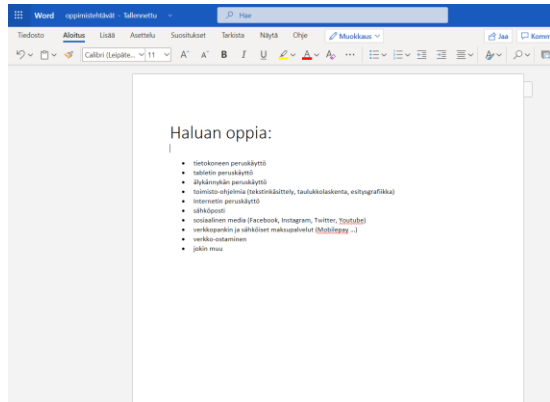 Word oppimistehtävät - Tallennettu Hae
Tiedosto Aloitus Lisää Asettelu Suositukset Tarkista Näytä Ohje Muokkaus Jaa Komm
Calibri (Leipäte... 11 A A B I U A
Haluan oppia:
tietokoneen peruskäyttö
tabletin peruskäyttö
älykännykän peruskäyttö
toimisto-ohjelmia (tekstinkäsittely, taulukkolaskenta, esitysgrafiikka)
Internetin peruskäyttö
sähköposti
sosiaalinen media (Facebook, Instagram, Twitter, Youtube)
verkkopankin ja sähköiset maksupalvelut (Mobilepay ...)
verkko-ostaminen
jokin muu